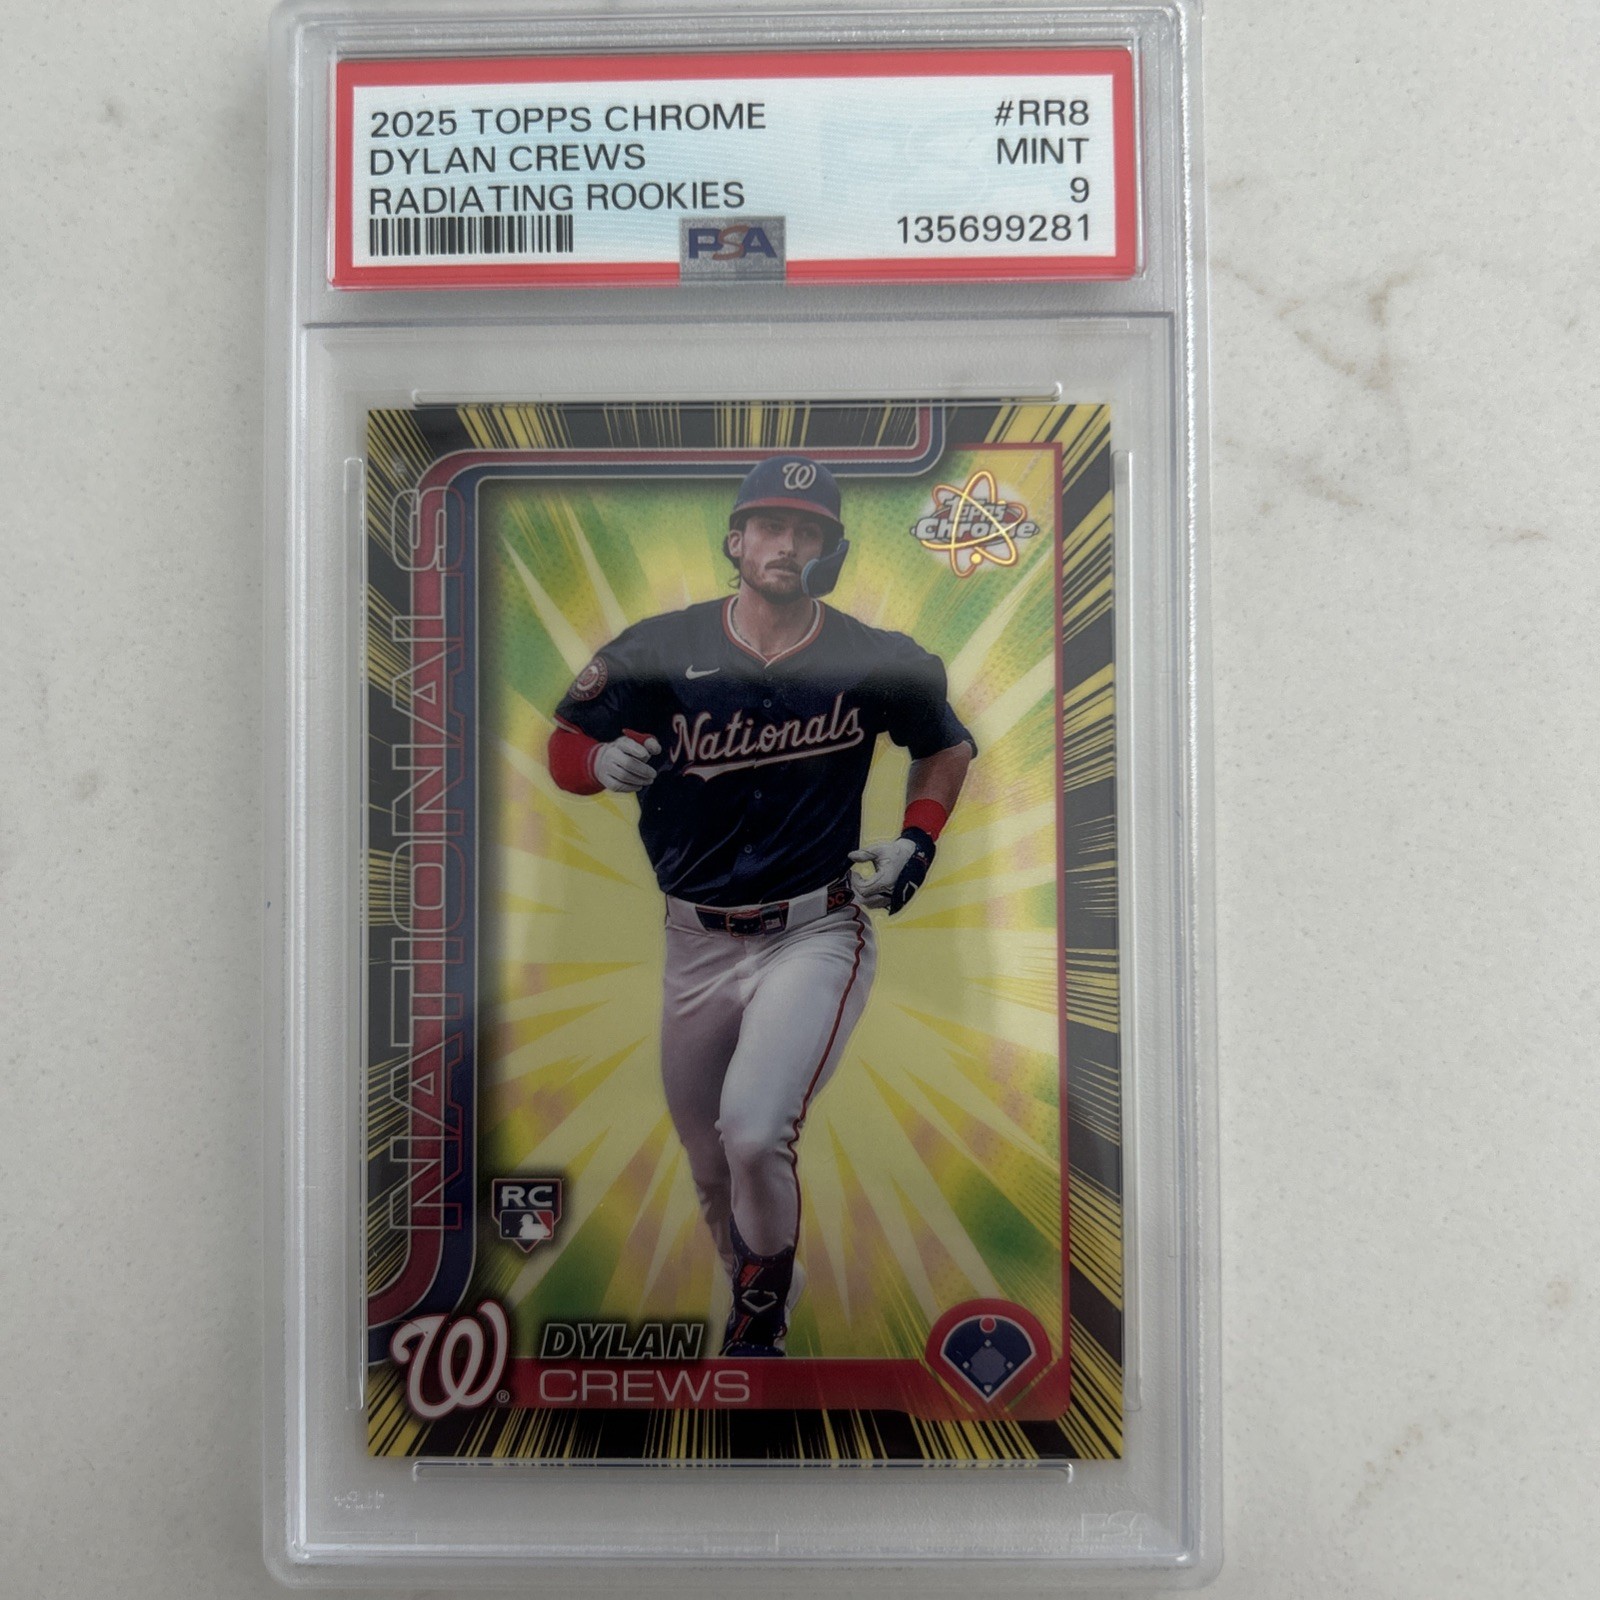 2025 TOPPS CHROME #RR8
DYLAN CREWS MINT
RADIATING ROOKIES 9
135699281
PSA
NATIONALS
W
Topps
Chrome
Nationals
RC
W
®
DYLAN
CREWS
PSA